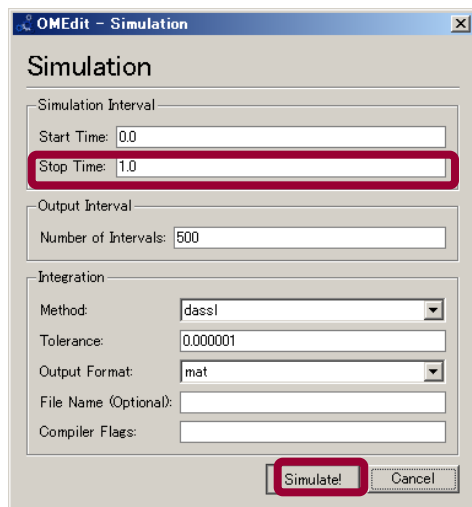 OMEdit - Simulation
Simulation
Simulation Interval
Start Time: 0.0
Stop Time: 1.0
Output Interval
Number of Intervals: 500
Integration
Method: dassl
Tolerance: 0.000001
Output Format: mat
File Name (Optional):
Compiler Flags:
Simulate! Cancel